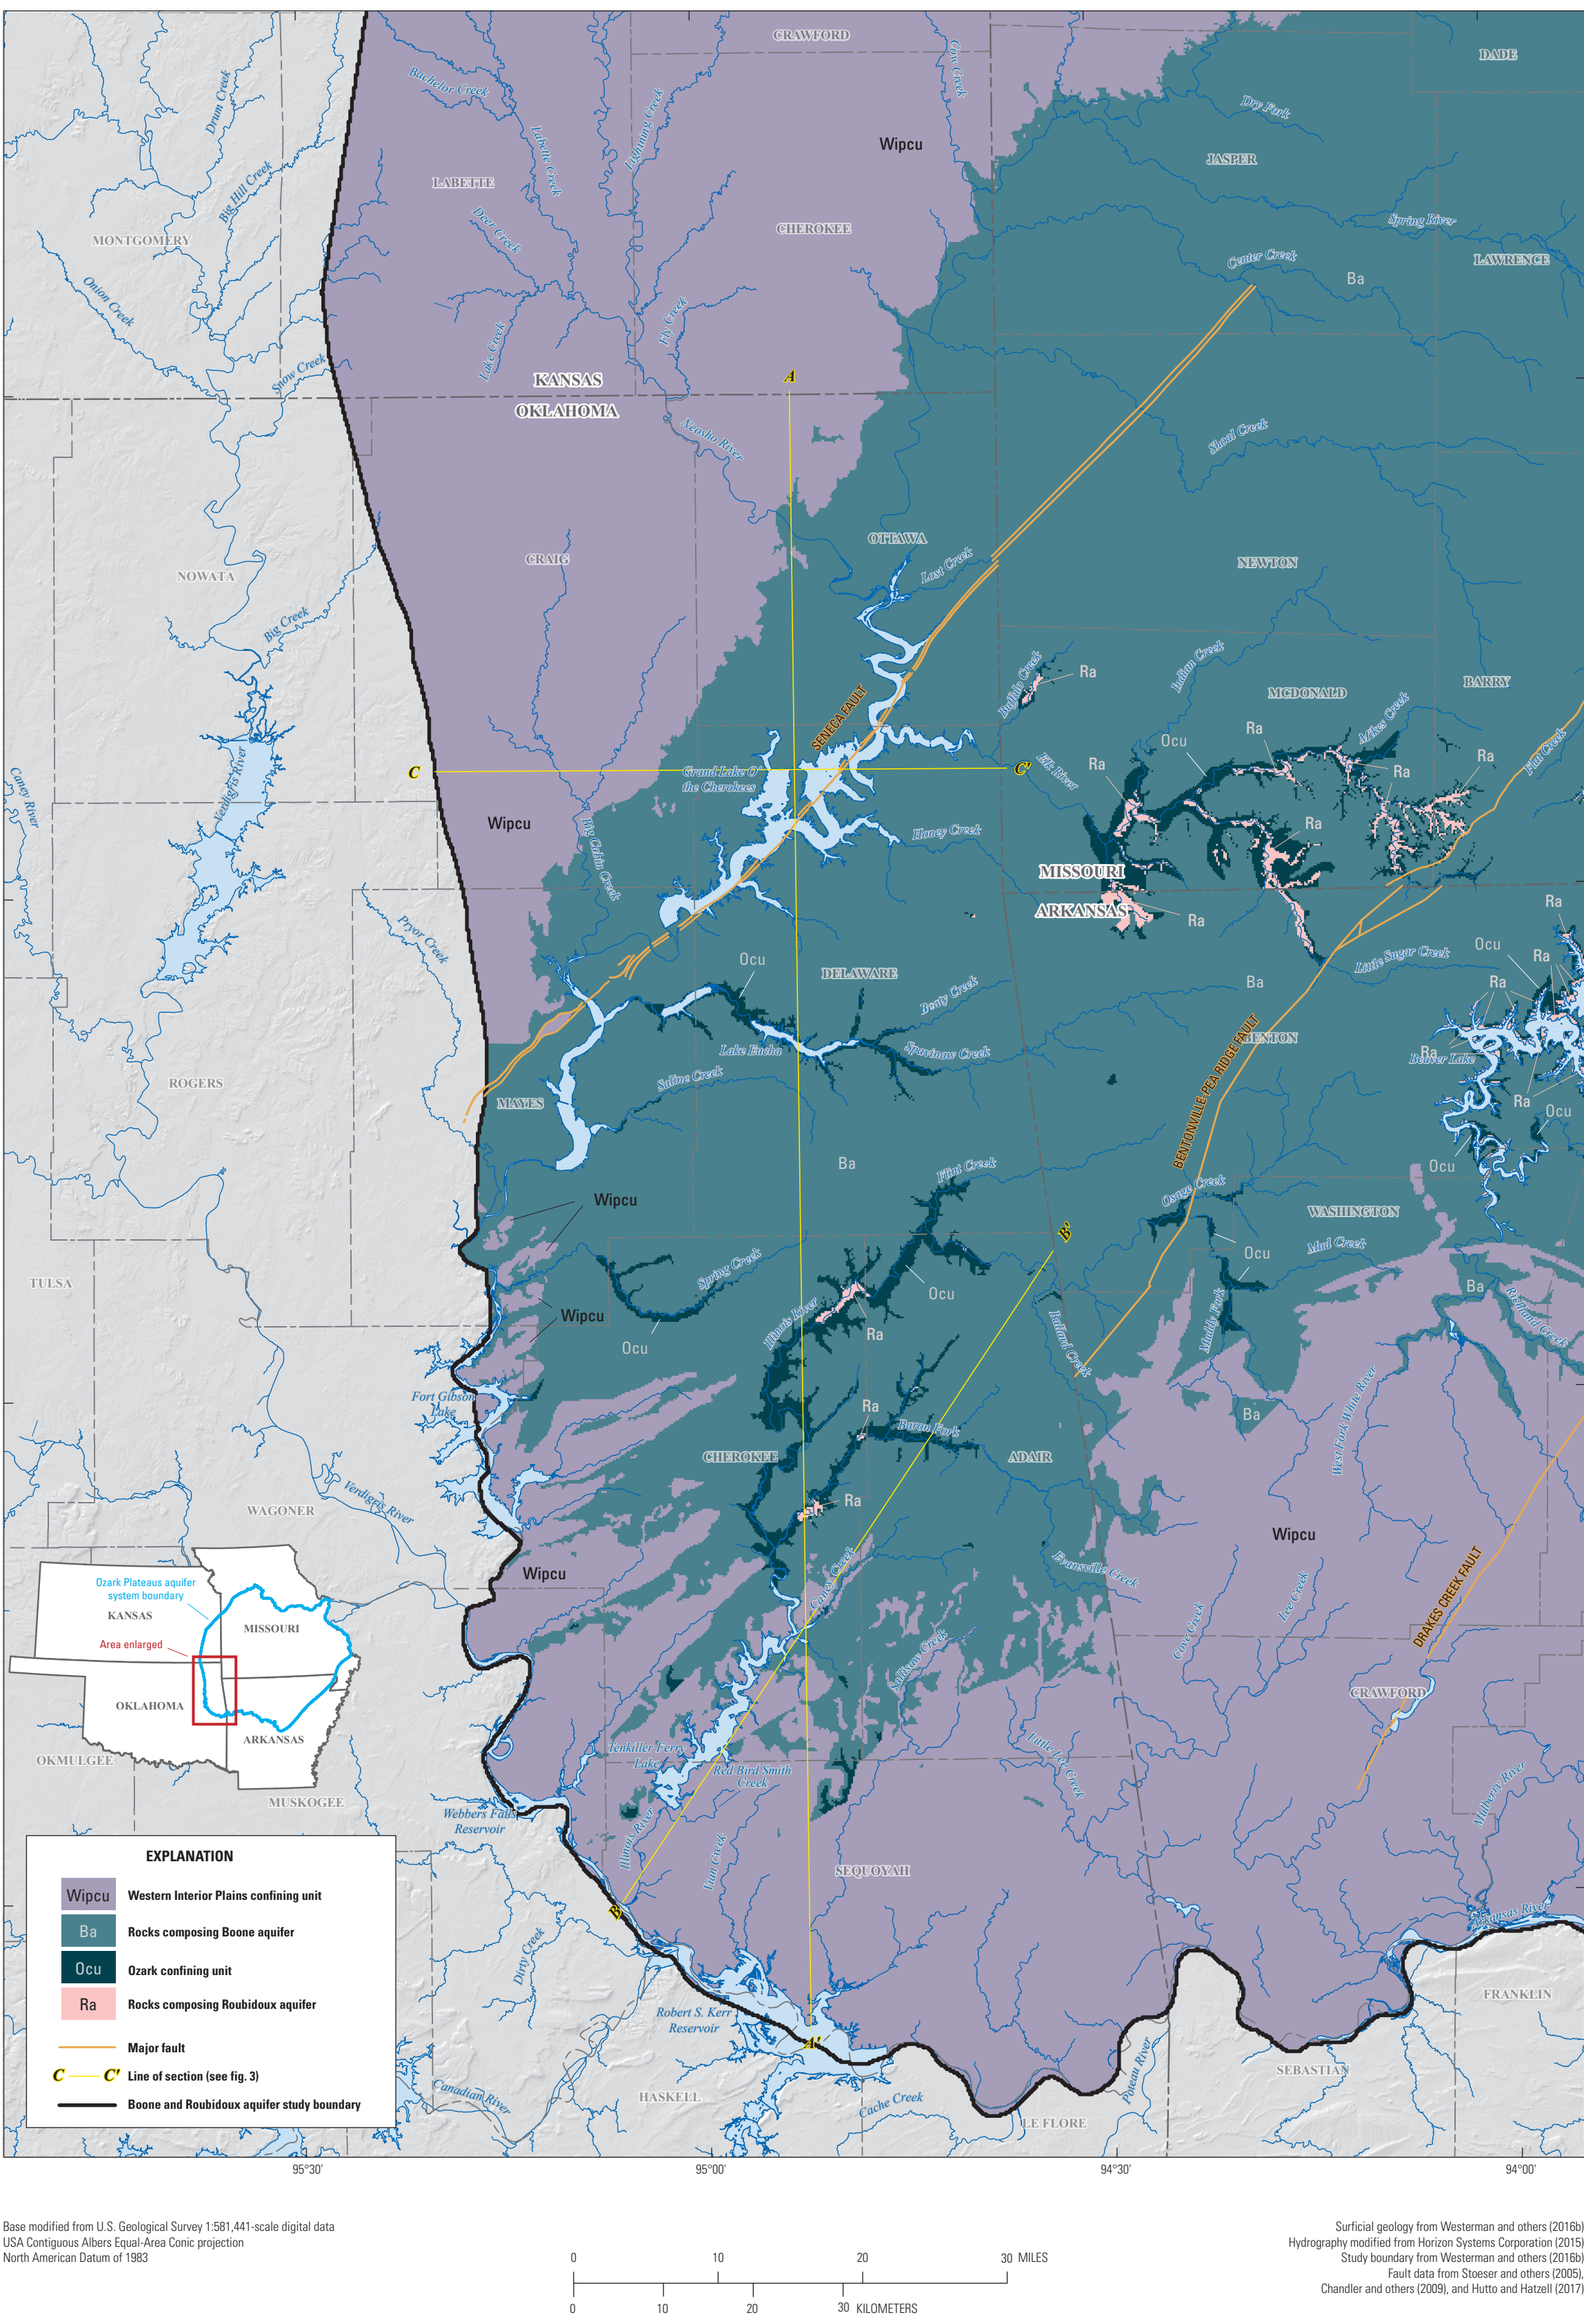 CRAWFORD
DADE
Cow Creek
Bachelor Creek
Drum Creek
Labette Creek
Lightning Creek
Dry Fork
Wipcu
JASPER
LABETTE
Big Hill Creek
Deer Creek
CHEROKEE
Spring River
MONTGOMERY
Center Creek
LAWRENCE
Ba
Onion Creek
Fly Creek
Lake Creek
Snow Creek
KANSAS
A
OKLAHOMA
Neosho River
Shoal Creek
OTTAWA
CRAIG
Lost Creek
NEWTON
NOWATA
Big Creek
Buffalo Creek
Ra
Indian Creek
MCDONALD
BARRY
SENECA FAULT
Mikes Creek
Ra
Ocu
Flat Creek
Verdigris River
Caney River
C
C'
Grand Lake O'
the Cherokees
Elk River
Ra
Ra
Ra
Wipcu
Big Cabin Creek
Honey Creek
Ra
MISSOURI
ARKANSAS
Ra
Ra
Pryor Creek
Ocu
DELAWARE
Little Sugar Creek
Ocu
Ra
Ba
Ra
Beaty Creek
BENTONVILLE-PEA RIDGE FAULT
BENTON
Lake Eucha
Spavinaw Creek
Ra
Beaver Lake
ROGERS
Saline Creek
MAYES
Ra
Ocu
Ba
Flint Creek
Ocu
Osage Creek
Wipcu
WASHINGTON
B'
Mud Creek
Ocu
TULSA
Spring Creek
Ocu
Ba
Richland Creek
Illinois River
Wipcu
Ra
Ocu
Ballard Creek
Muddy Fork
Fort Gibson
Lake
Ra
Ba
West Fork White River
Baron Fork
CHEROKEE
ADAIR
Verdigris River
WAGONER
Ra
Wipcu
Wipcu
Evansville Creek
Caney Creek
DRAKES CREEK FAULT
Lee Creek
Cove Creek
Sallisaw Creek
Ozark Plateaus aquifer
system boundary
KANSAS
MISSOURI
Area enlarged
OKLAHOMA
ARKANSAS
CRAWFORD
OKMULGEE
Tenkiller Ferry
Lake
Red Bird Smith
Creek
Little Lee Creek
MUSKOGEE
Webbers Falls
Reservoir
Mulberry River
Illinois River
Vian Creek
SEQUOYAH
B
Arkansas River
Dirty Creek
FRANKLIN
Robert S. Kerr
Reservoir
A'
SEBASTIAN
Poteau River
HASKELL
Canadian River
Cache Creek
LE FLORE
EXPLANATION
Wipcu Western Interior Plains confining unit
Ba Rocks composing Boone aquifer
Ocu Ozark confining unit
Ra Rocks composing Roubidoux aquifer
Major fault
C C' Line of section (see fig. 3)
Boone and Roubidoux aquifer study boundary
95°30' 95°00' 94°30' 94°00'
Base modified from U.S. Geological Survey 1:581,441-scale digital data
USA Contiguous Albers Equal-Area Conic projection
North American Datum of 1983
0 10 20 30 MILES
0 10 20 30 KILOMETERS
Surficial geology from Westerman and others (2016b)
Hydrography modified from Horizon Systems Corporation (2015)
Study boundary from Westerman and others (2016b)
Fault data from Stoeser and others (2005),
Chandler and others (2009), and Hutto and Hatzell (2017)